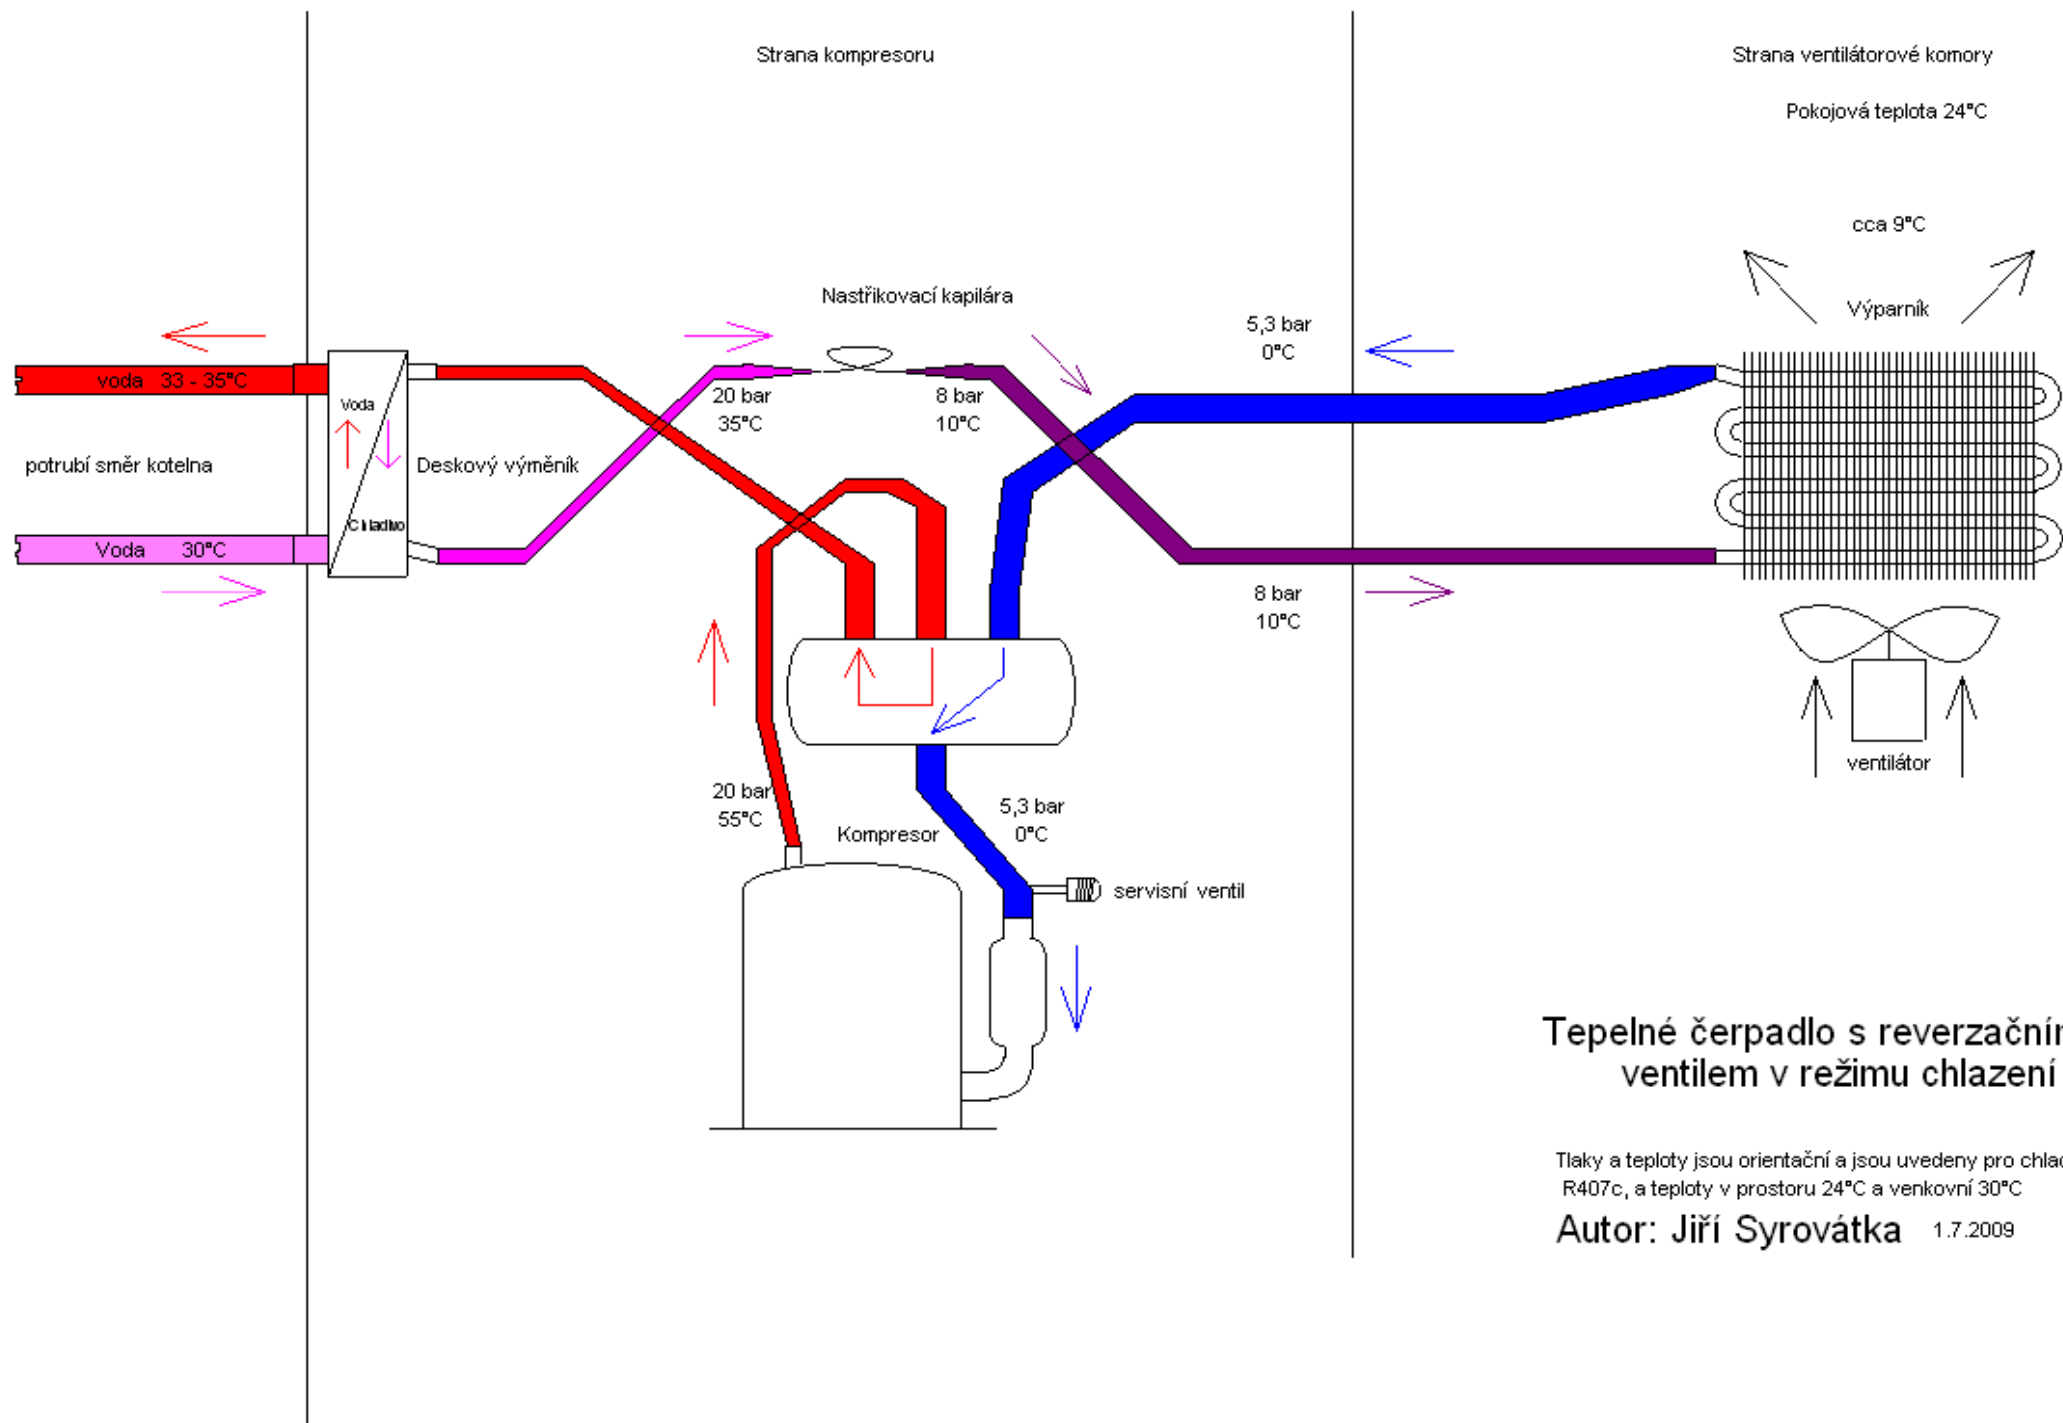 Strana kompresoru
Strana ventilátorové komory
Pokojová teplota 24°C
cca 9°C
Výparník
Nastřikovací kapilára
5,3 bar
0°C
voda 33 - 35°C
Voda
20 bar
35°C
8 bar
10°C
potrubí směr kotelna
Deskový výměník
Chladivo
Voda 30°C
8 bar
10°C
ventilátor
20 bar
55°C
5,3 bar
0°C
Kompresor
servisní ventil
Tepelné čerpadlo s reverzační
ventilem v režimu chlazení
Tlaky a teploty jsou orientační a jsou uvedeny pro chla
R407c, a teploty v prostoru 24°C a venkovní 30°C
Autor: Jiří Syrovátka 1.7.2009